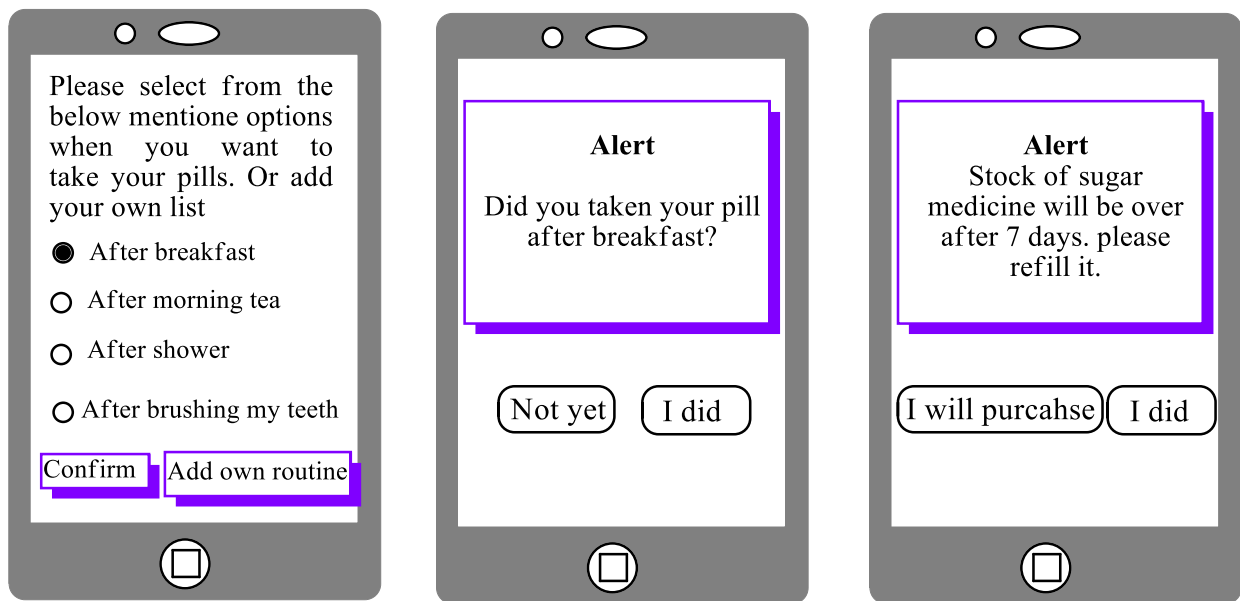 Please select from the
below mentione options
when you want to
take your pills. Or add
your own list
After breakfast
After morning tea
After shower
After brushing my teeth
Confirm
Add own routine
Alert
Did you taken your pill
after breakfast?
Not yet
I did
Alert
Stock of sugar
medicine will be over
after 7 days. please
refill it.
I will purcahse
I did